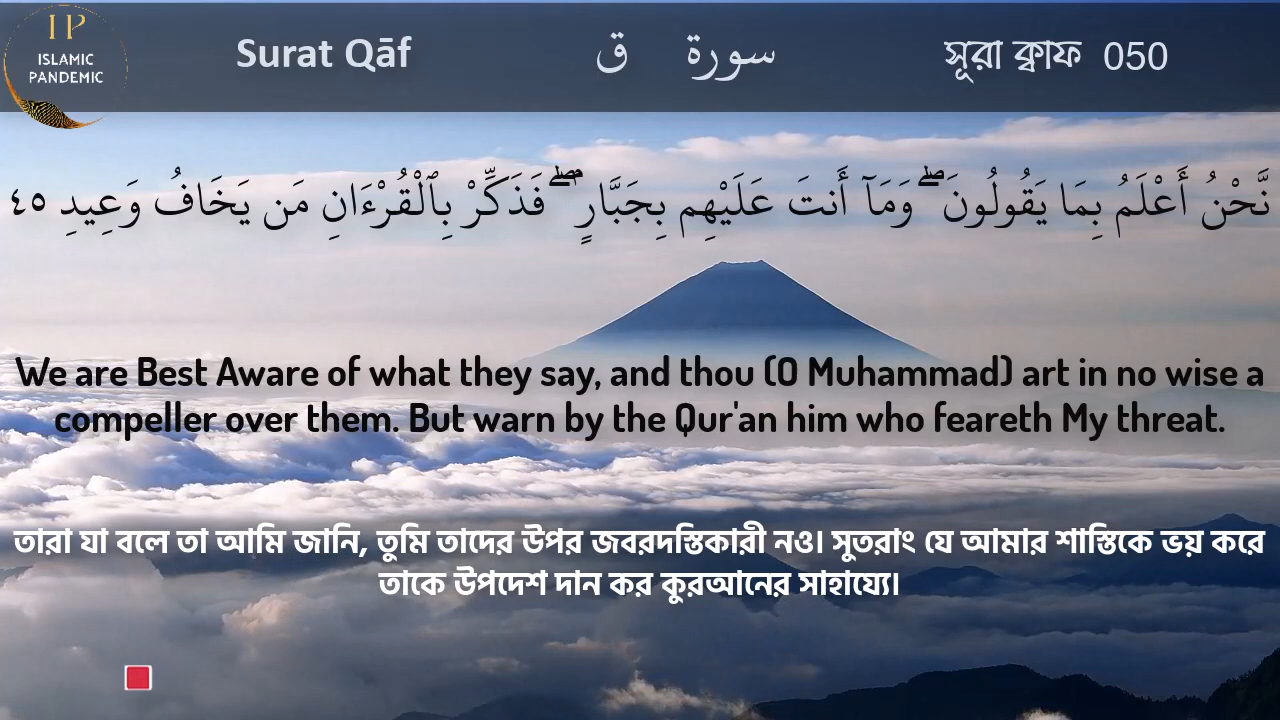 IP
ISLAMIC
PANDEMIC
Surat Qāf
سورة ق
সূরা ক্বাফ 050
نَّحْنُ أَعْلَمُ بِمَا يَقُولُونَ ۖ وَمَآ أَنتَ عَلَيْهِم بِجَبَّارٍ ۖ فَذَكِّرْ بِٱلْقُرْءَانِ مَن يَخَافُ وَعِيدِ ٤٥
We are Best Aware of what they say, and thou (O Muhammad) art in no wise a
compeller over them. But warn by the Qur'an him who feareth My threat.
তারা যা বলে তা আমি জানি, তুমি তাদের উপর জবরদস্তিকারী নও। সুতরাং যে আমার শাস্তিকে ভয় করে
তাকে উপদেশ দান কর কুরআনের সাহায্যে।